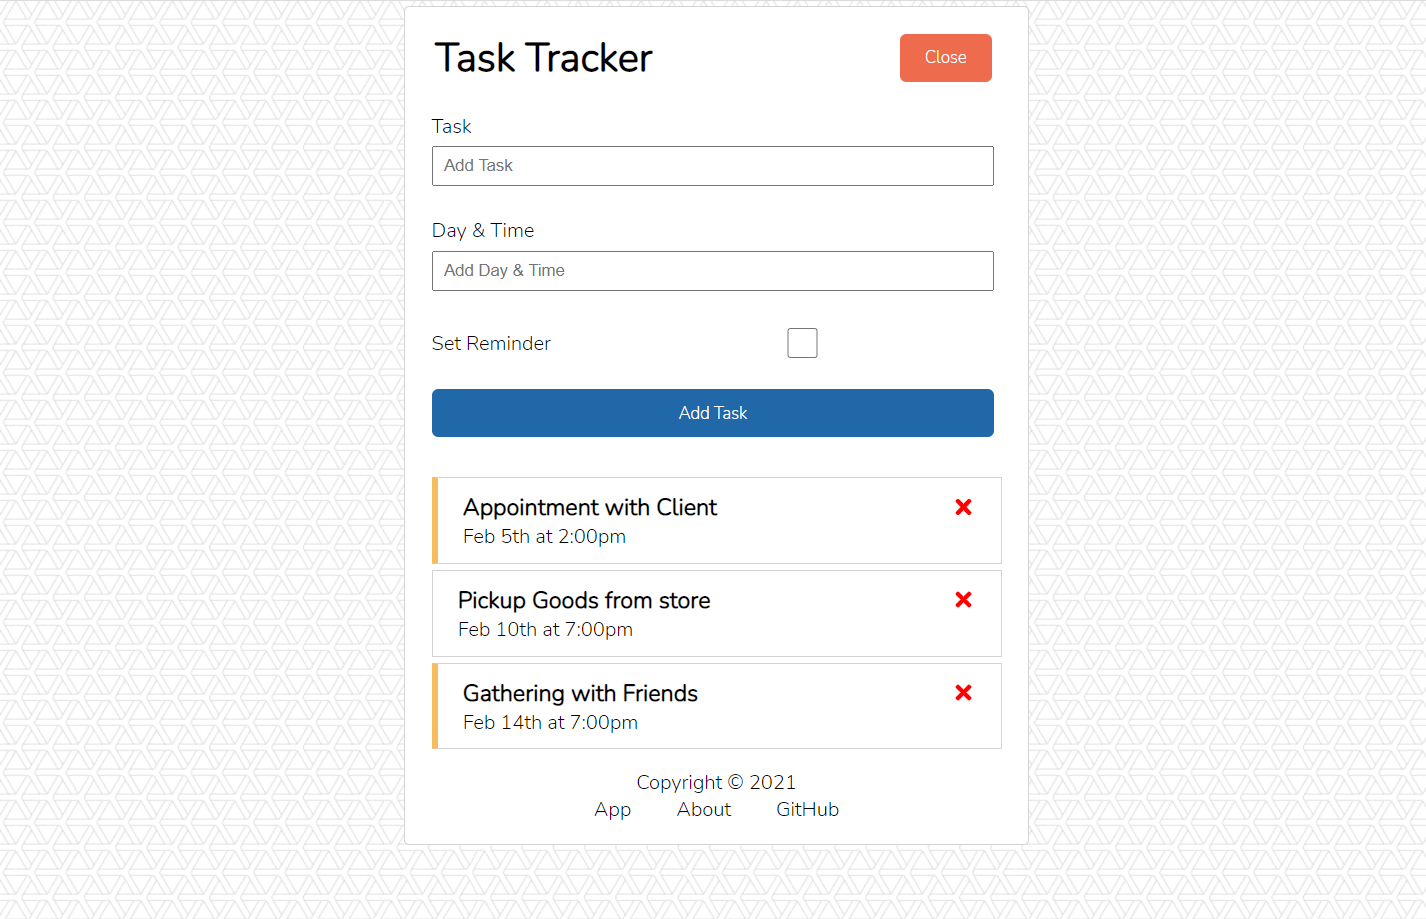 Task Tracker
Close
Task
Add Task
Day & Time
Add Day & Time
Set Reminder
Add Task
Appointment with Client
Feb 5th at 2:00pm
Pickup Goods from store
Feb 10th at 7:00pm
Gathering with Friends
Feb 14th at 7:00pm
Copyright © 2021
App About GitHub